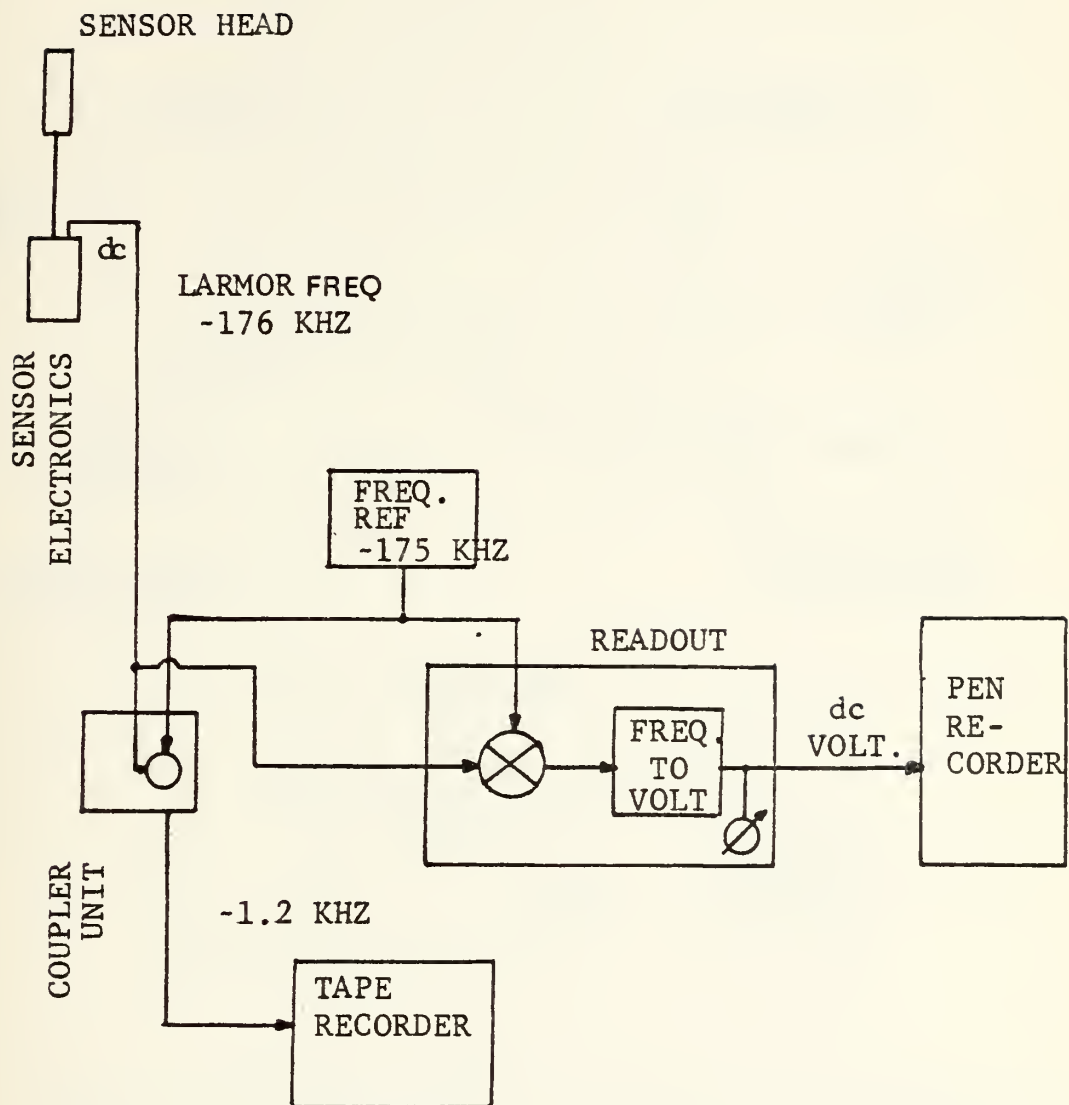 SENSOR HEAD
dc
LARMOR FREQ
~176 KHZ
SENSOR
ELECTRONICS
FREQ.
REF
~175 KHZ
READOUT
FREQ.
TO
VOLT
dc
VOLT.
PEN
RE-
CORDER
COUPLER
UNIT
~1.2 KHZ
TAPE
RECORDER